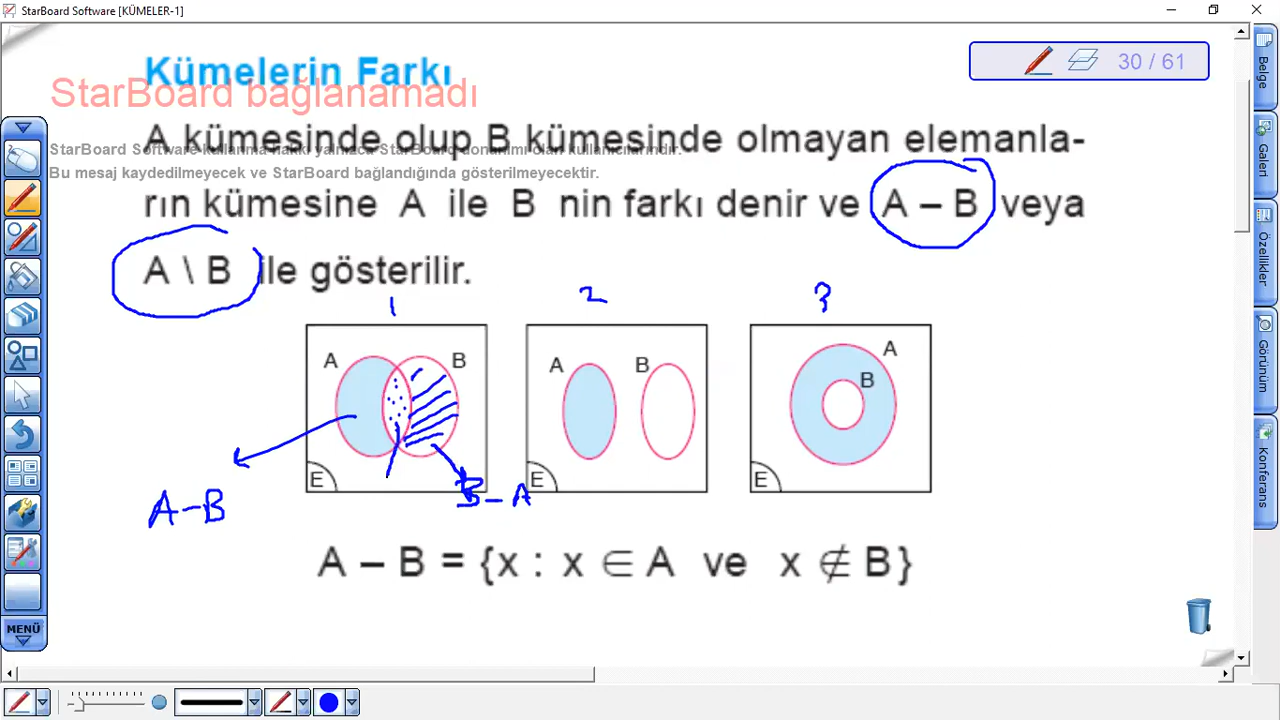 StarBoard Software [KÜMELER-1]
Kümelerin Farkı
StarBoard bağlanamadı
30 / 61
A kümesinde olup B kümesinde olmayan elemanla-
StarBoard Software kullanma hakkı yalnızca StarBoard donanımı olan kullanıcılarındır.
Bu mesaj kaydedilmeyecek ve StarBoard bağlandığında gösterilmeyecektir.
rın kümesine A ile B nin farkı denir ve A – B veya
A \ B ile gösterilir.
1 2 3
A B E
A B E
A B E
A – B
B – A
A – B = {x : x ∈ A ve x ∉ B}
MENÜ
Belge
Galeri
Özellikler
Görünüm
Konferans